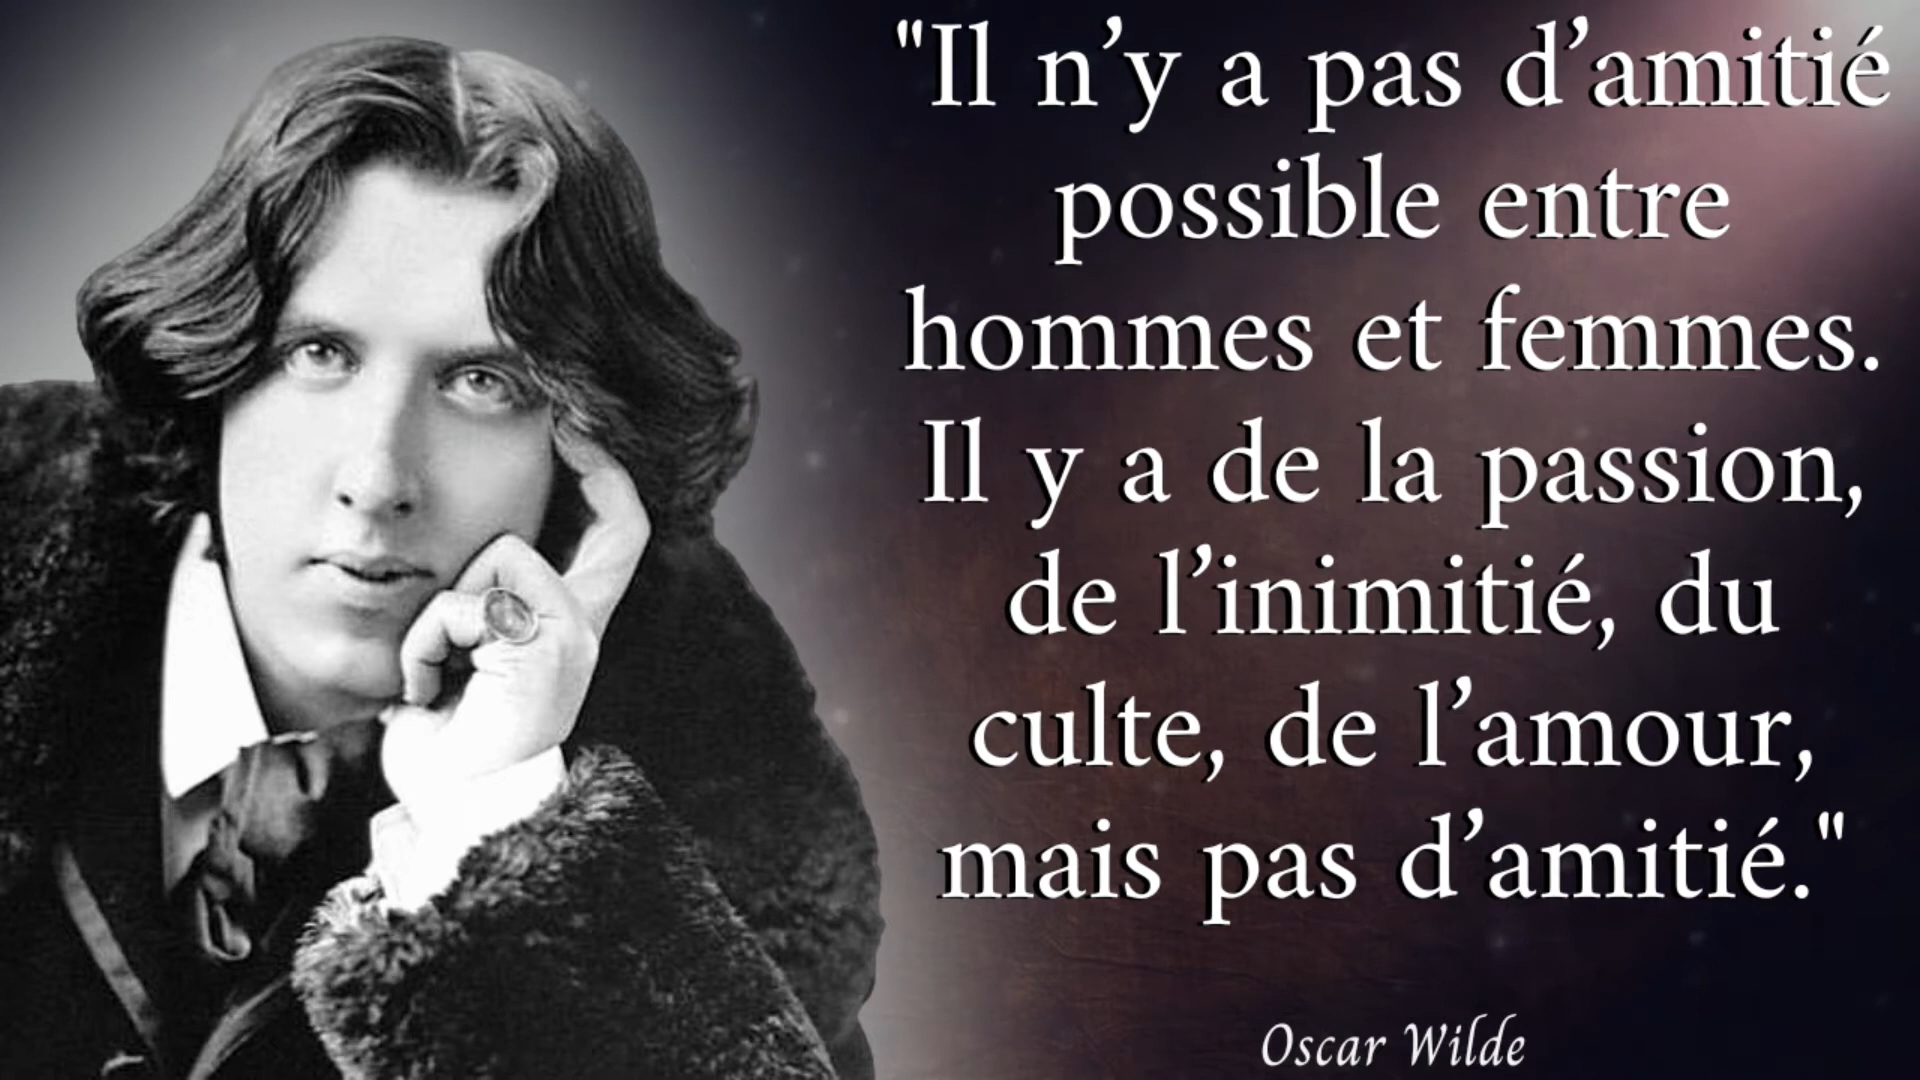 "Il n’y a pas d’amitié
possible entre
hommes et femmes.
Il y a de la passion,
de l’inimitié, du
culte, de l’amour,
mais pas d’amitié."
Oscar Wilde